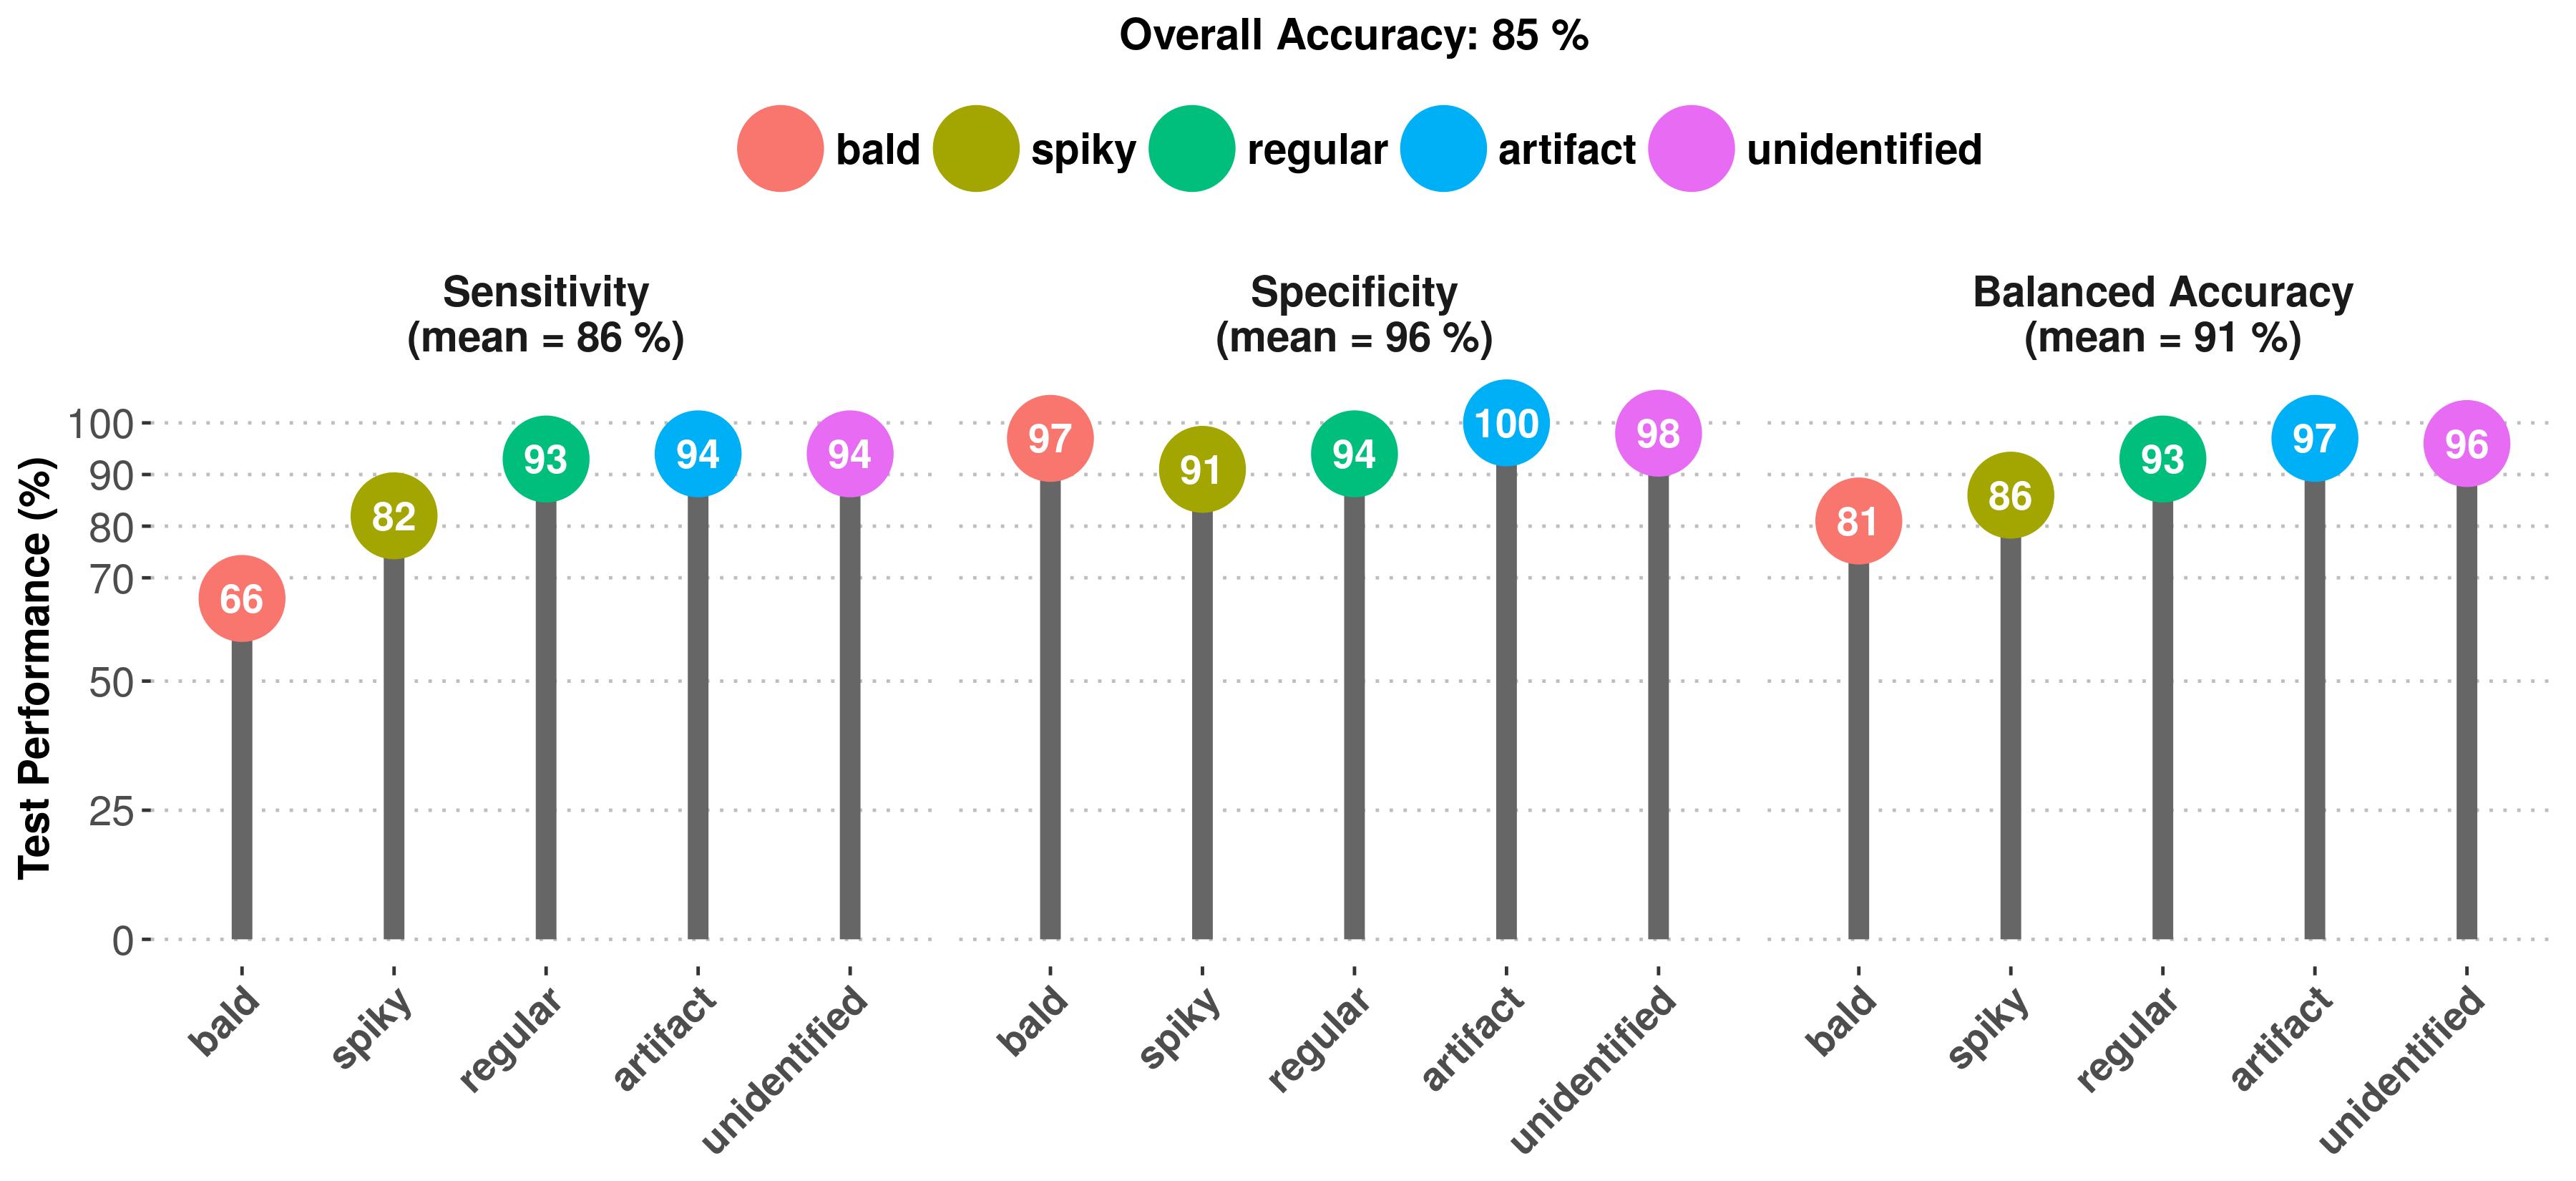 Overall Accuracy: 85 %
bald spiky regular artifact unidentified
Sensitivity
(mean = 86 %)
Specificity
(mean = 96 %)
Balanced Accuracy
(mean = 91 %)
Test Performance (%)
100
90
80
70
50
25
0
66 82 93 94 94
97 91 94 100 98
81 86 93 97 96
bald spiky regular artifact unidentified
bald spiky regular artifact unidentified
bald spiky regular artifact unidentified